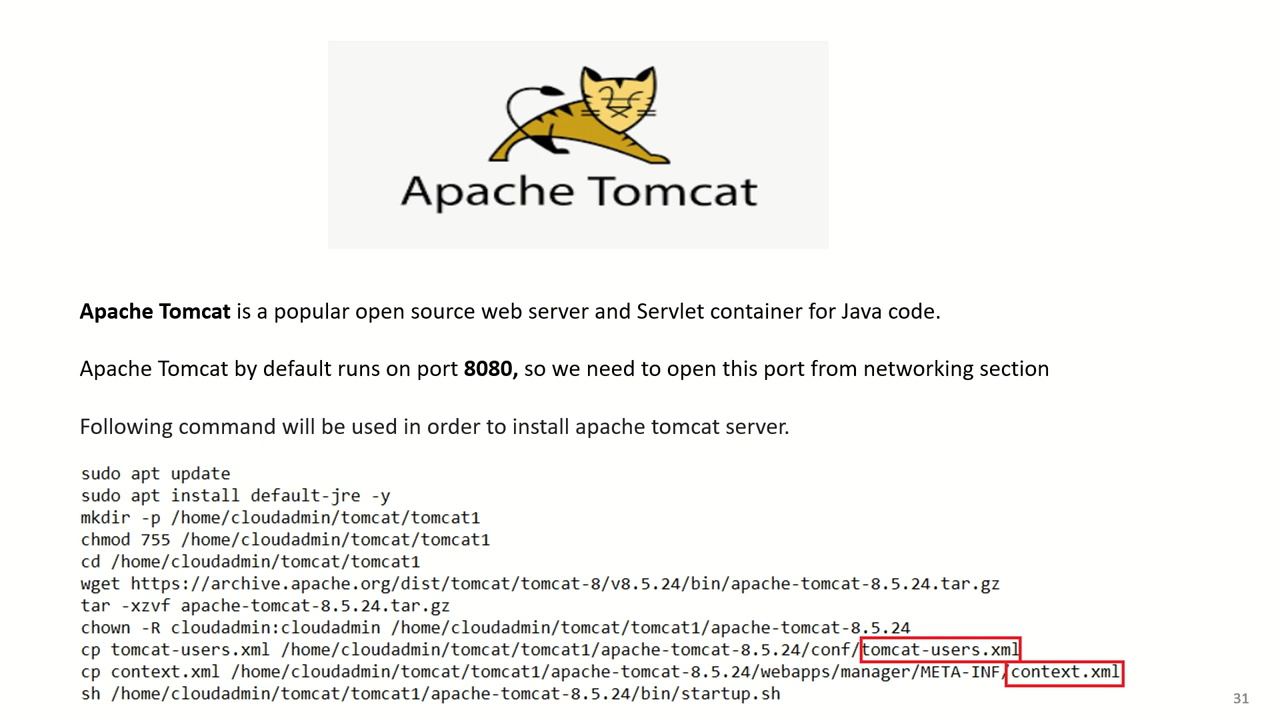 Apache Tomcat
Apache Tomcat is a popular open source web server and Servlet container for Java code.
Apache Tomcat by default runs on port 8080, so we need to open this port from networking section
Following command will be used in order to install apache tomcat server.
sudo apt update
sudo apt install default-jre -y
mkdir -p /home/cloudadmin/tomcat/tomcat1
chmod 755 /home/cloudadmin/tomcat/tomcat1
cd /home/cloudadmin/tomcat/tomcat1
wget https://archive.apache.org/dist/tomcat/tomcat-8/v8.5.24/bin/apache-tomcat-8.5.24.tar.gz
tar -xzvf apache-tomcat-8.5.24.tar.gz
chown -R cloudadmin:cloudadmin /home/cloudadmin/tomcat/tomcat1/apache-tomcat-8.5.24
cp tomcat-users.xml /home/cloudadmin/tomcat/tomcat1/apache-tomcat-8.5.24/conf/tomcat-users.xml
cp context.xml /home/cloudadmin/tomcat/tomcat1/apache-tomcat-8.5.24/webapps/manager/META-INF/context.xml
sh /home/cloudadmin/tomcat/tomcat1/apache-tomcat-8.5.24/bin/startup.sh
31